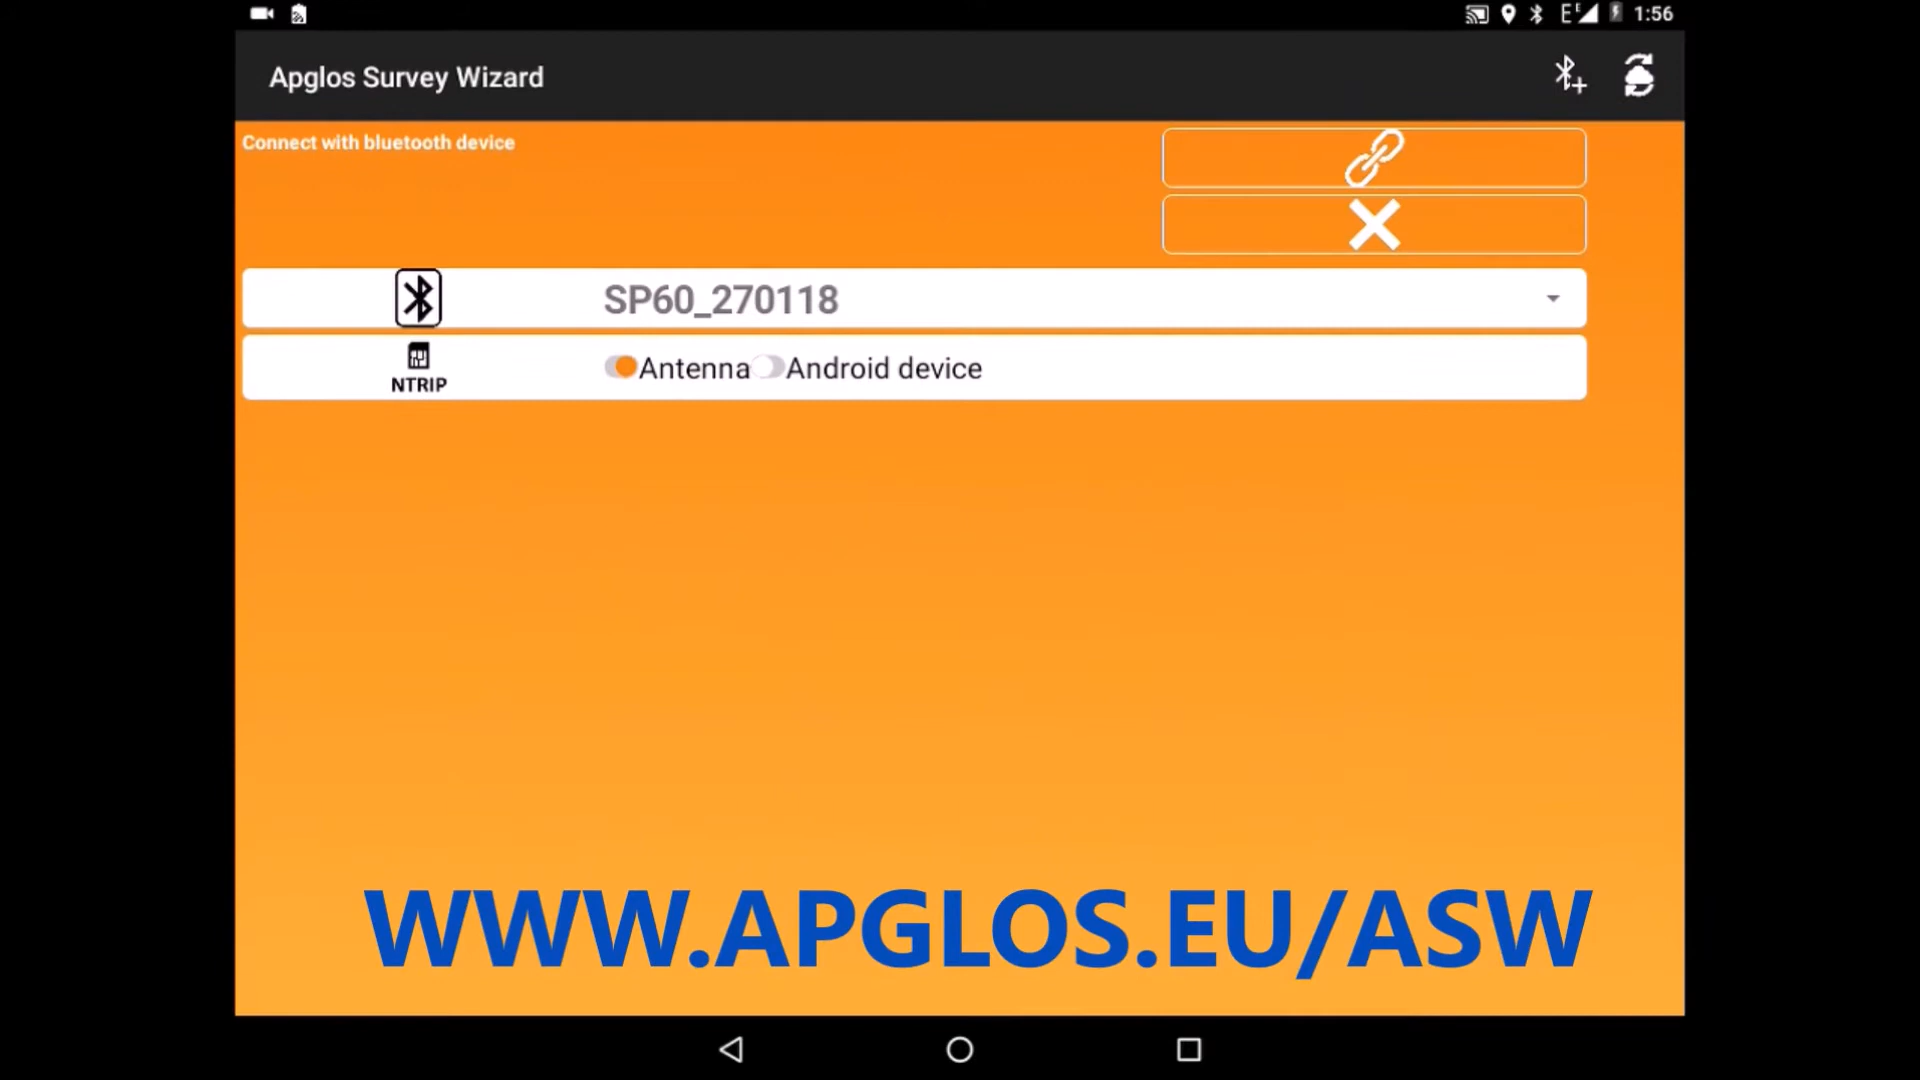 1:56
Apglos Survey Wizard
Connect with bluetooth device
SP60_270118
NTRIP
Antenna Android device
WWW.APGLOS.EU/ASW